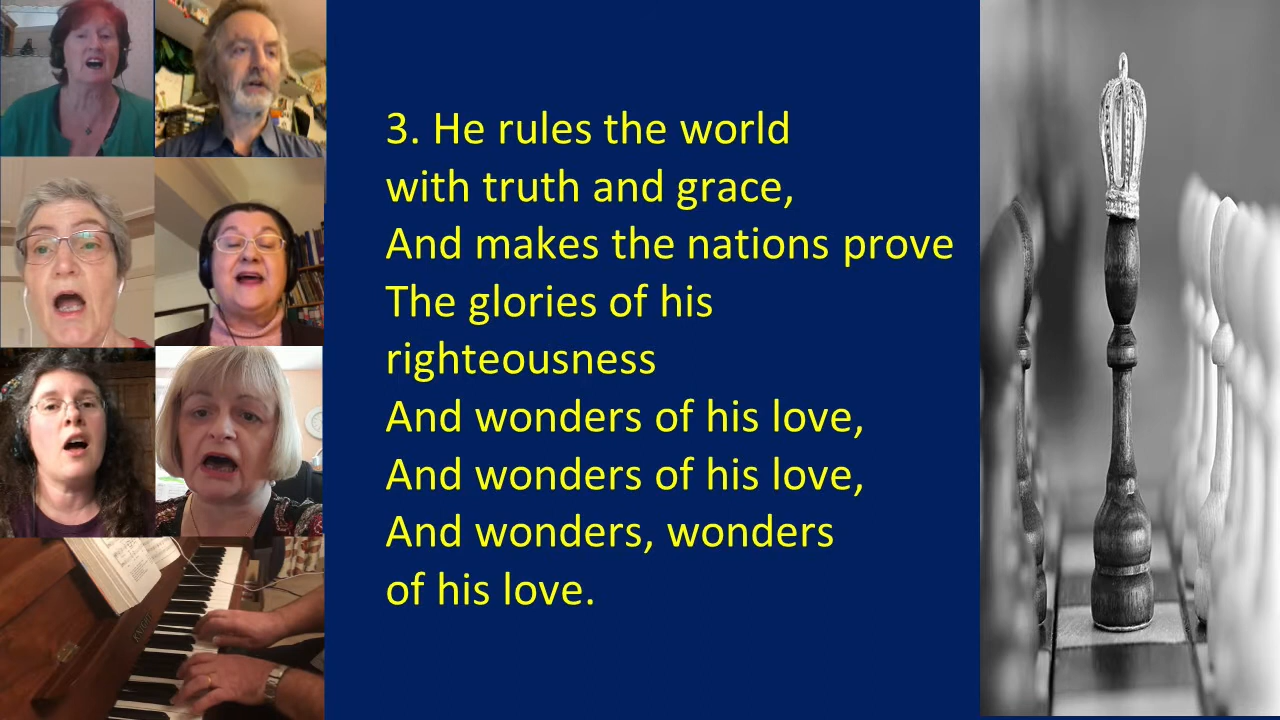 3. He rules the world
with truth and grace,
And makes the nations prove
The glories of his
righteousness
And wonders of his love,
And wonders of his love,
And wonders, wonders
of his love.